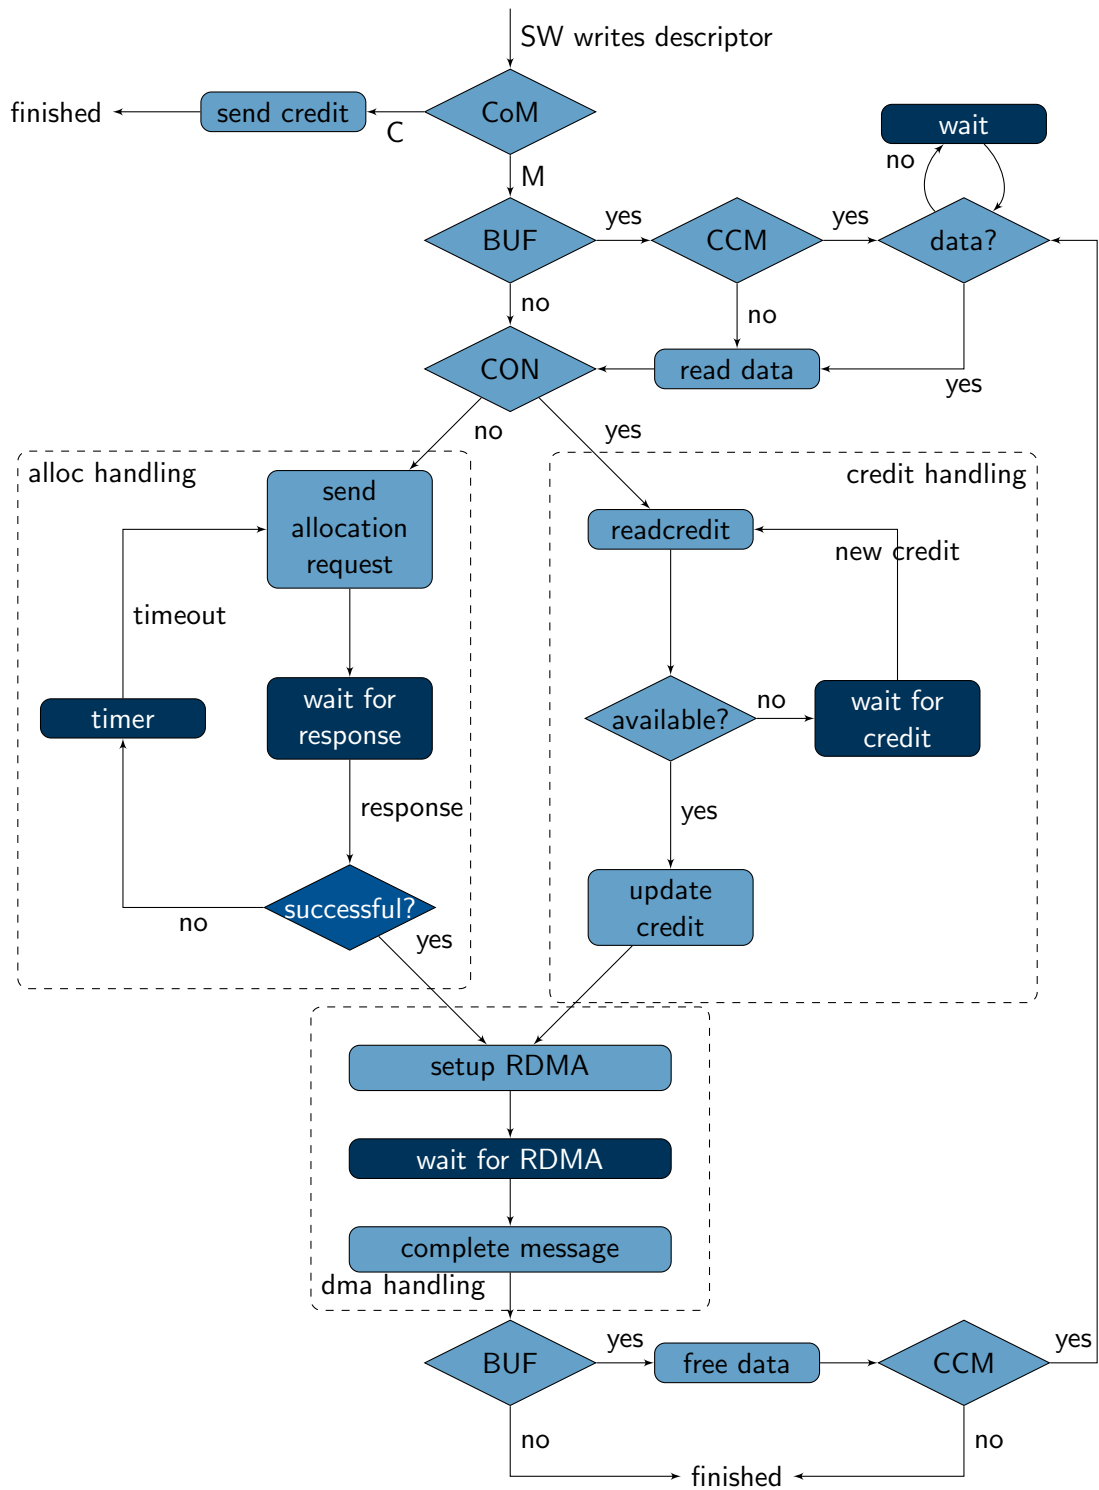 SW writes descriptor
finished
send credit
C
CoM
wait
no
M
BUF
yes
CCM
yes
data?
no
no
CON
read data
yes
no
yes
alloc handling
credit handling
send
allocation
request
readcredit
new credit
timeout
timer
wait for
response
available?
no
wait for
credit
response
yes
successful?
no
yes
update
credit
setup RDMA
wait for RDMA
complete message
dma handling
BUF
yes
free data
CCM
yes
no
no
finished